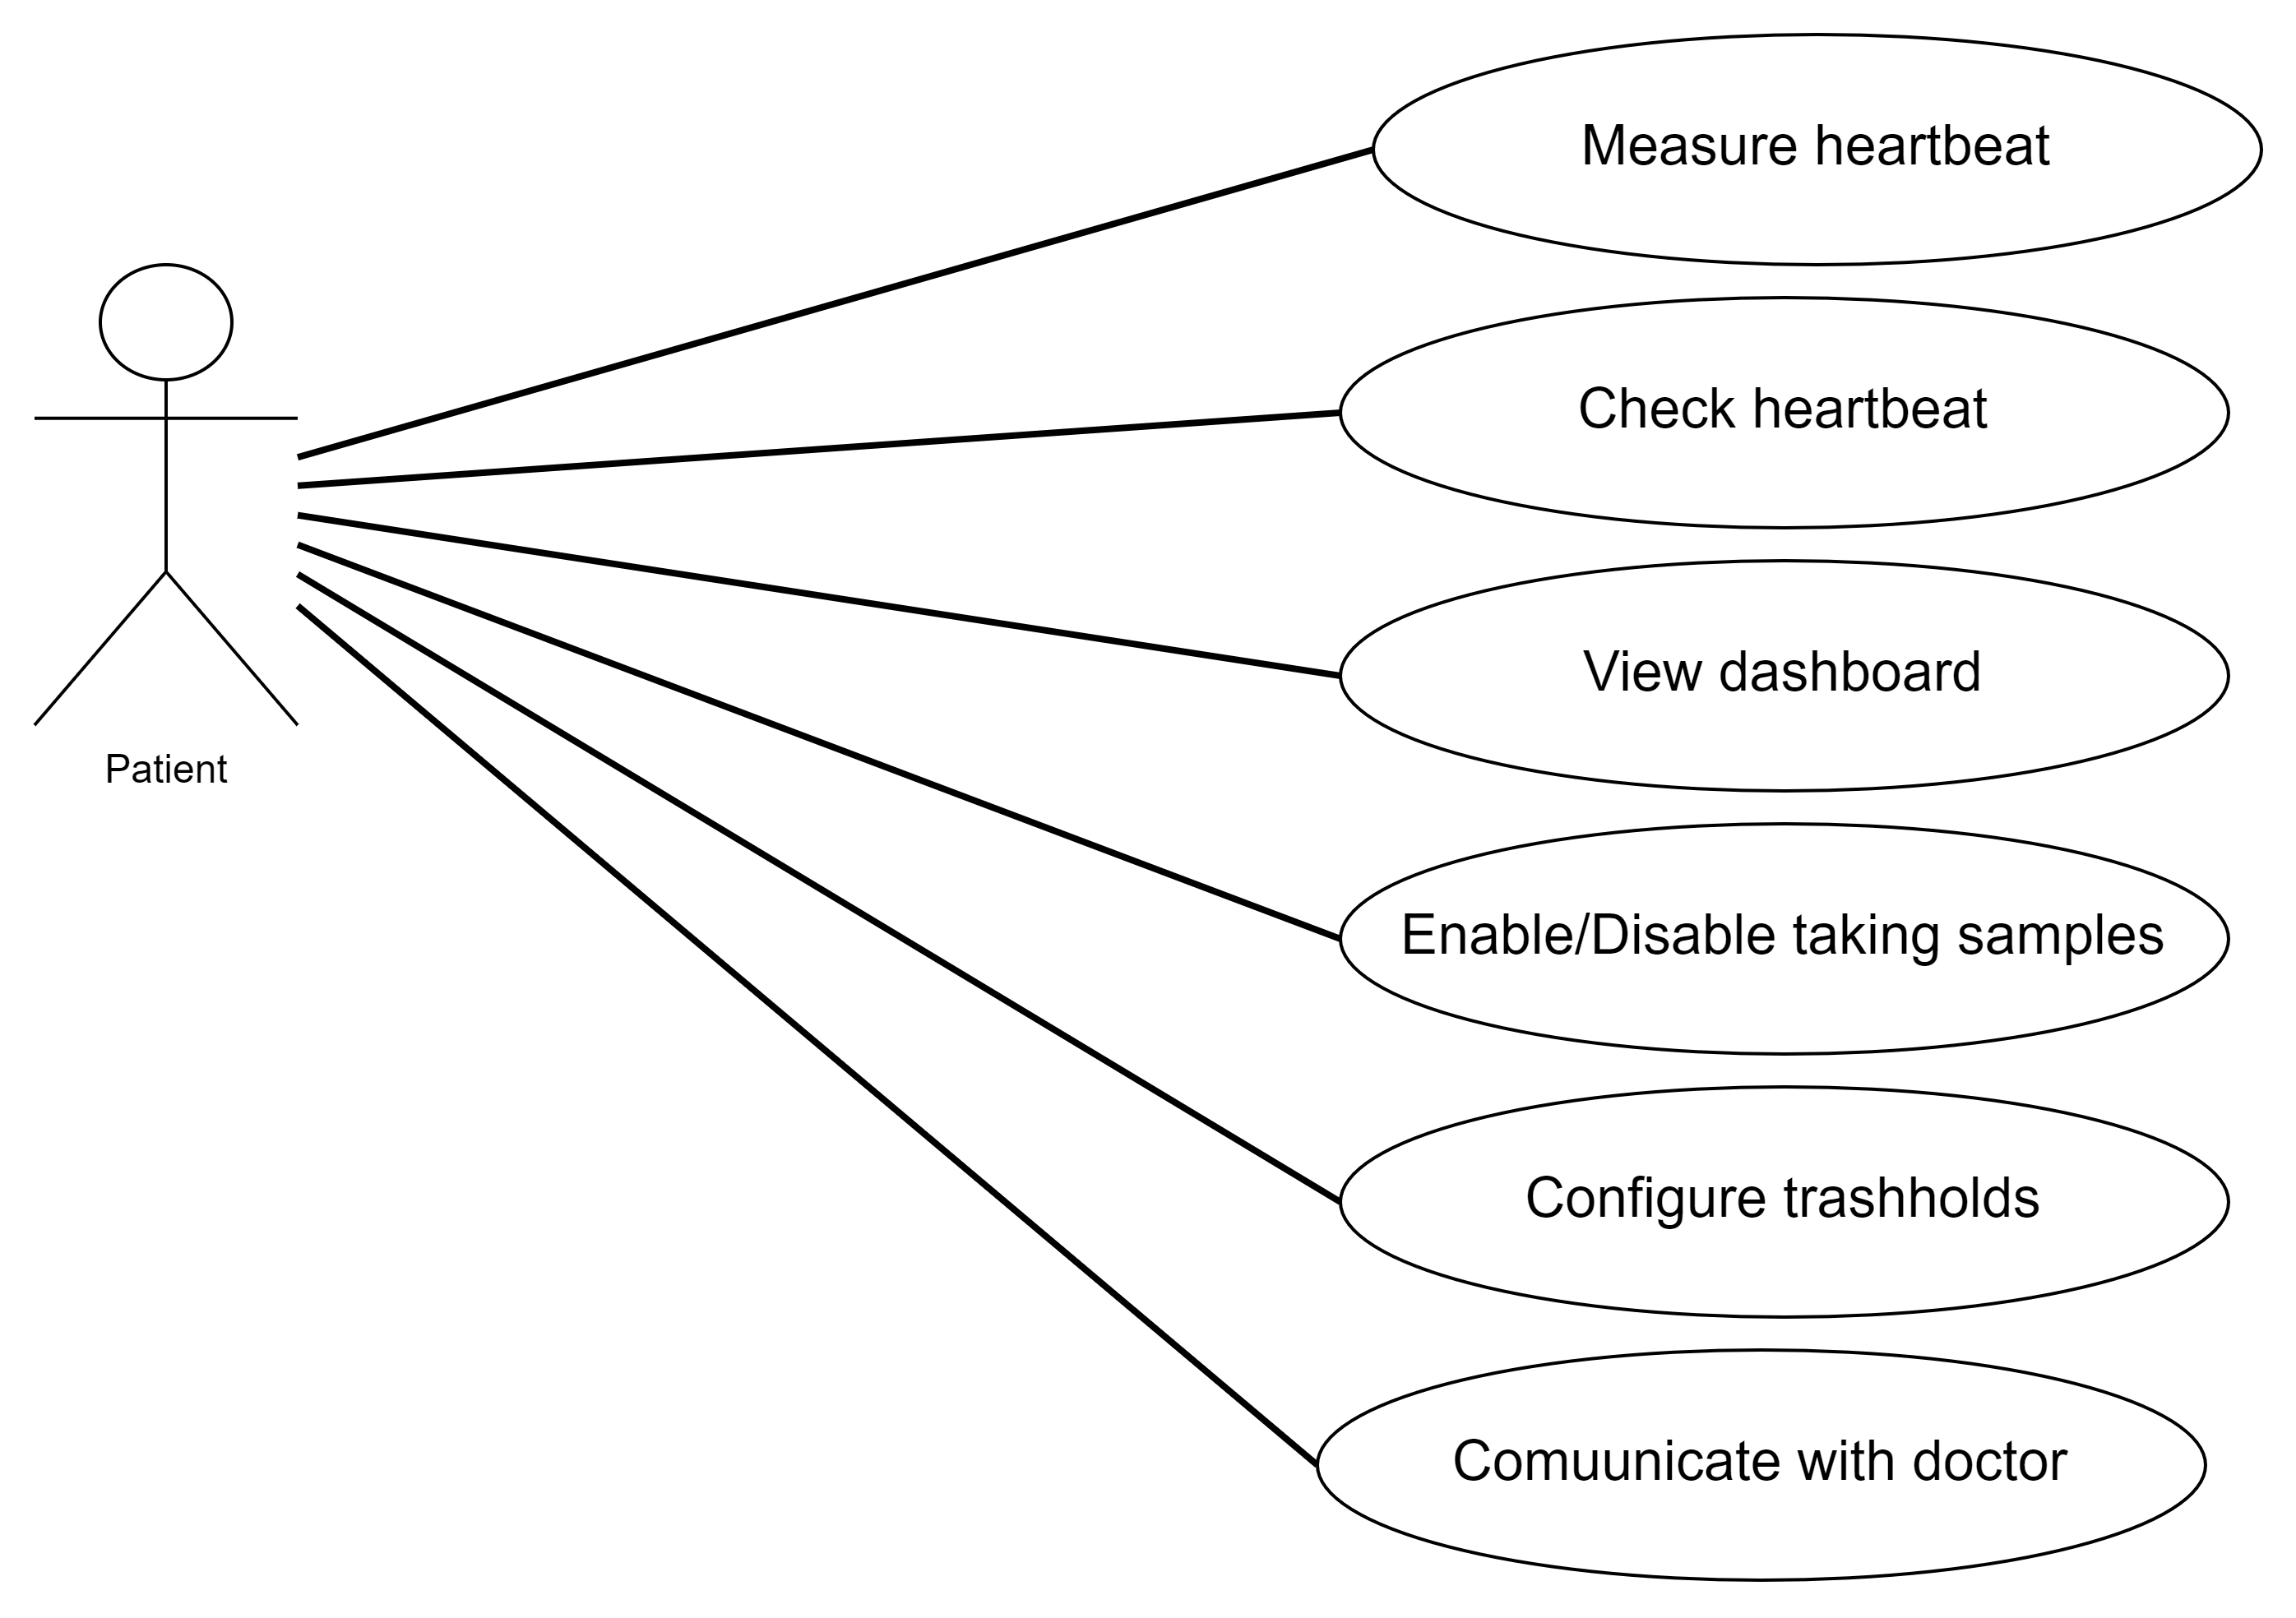 Measure heartbeat
Check heartbeat
View dashboard
Patient
Enable/Disable taking samples
Configure trashholds
Comuunicate with doctor